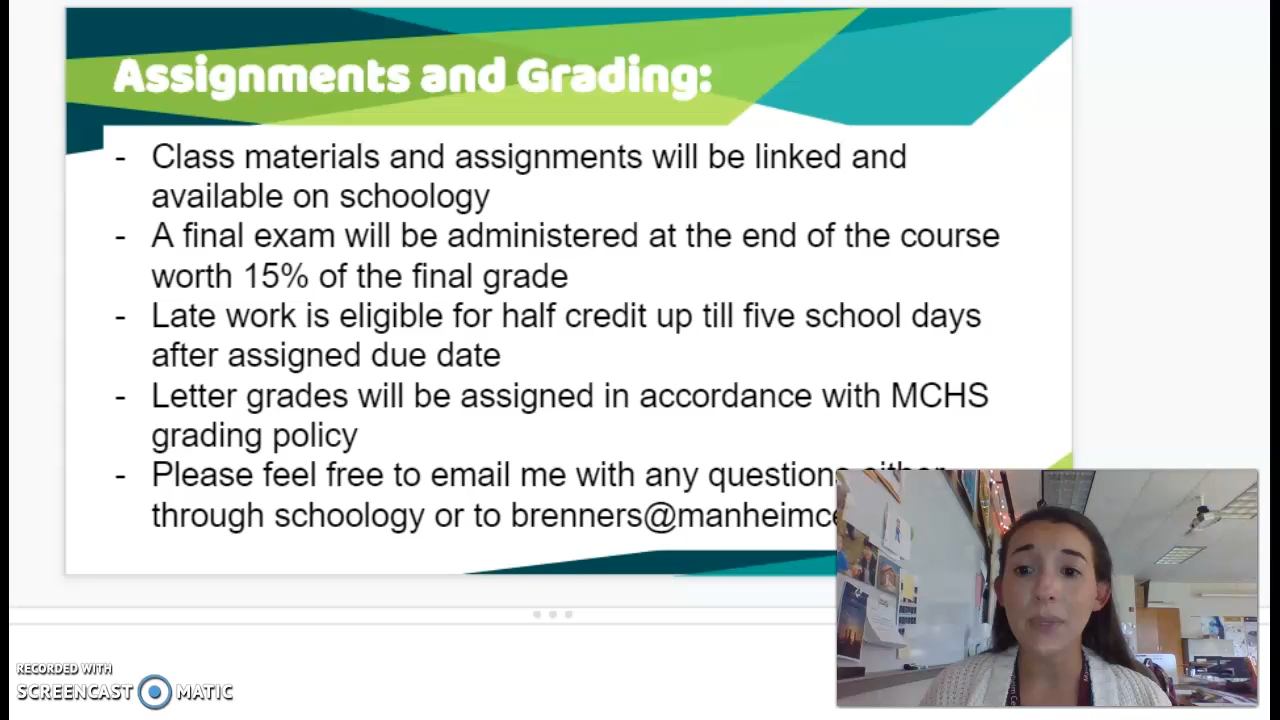 Assignments and Grading:
- Class materials and assignments will be linked and
available on schoology
- A final exam will be administered at the end of the course
worth 15% of the final grade
- Late work is eligible for half credit up till five school days
after assigned due date
- Letter grades will be assigned in accordance with MCHS
grading policy
- Please feel free to email me with any questions either
through schoology or to brenners@manheimce
RECORDED WITH
SCREENCAST MATIC